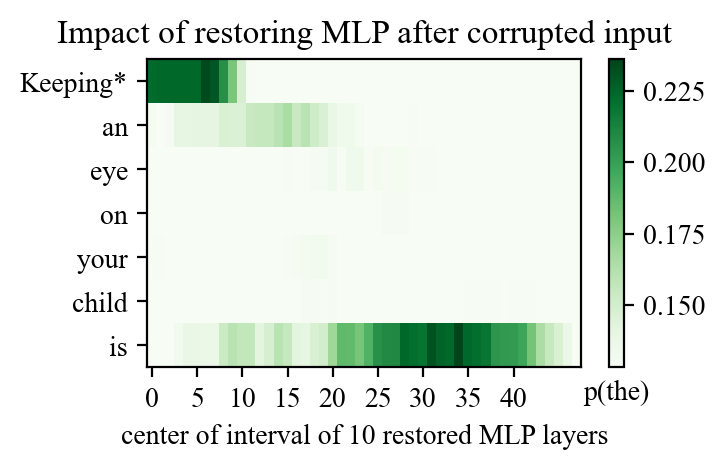 Impact of restoring MLP after corrupted input
Keeping*
an
eye
on
your
child
is
0.225
0.200
0.175
0.150
0 5 10 15 20 25 30 35 40
p(the)
center of interval of 10 restored MLP layers